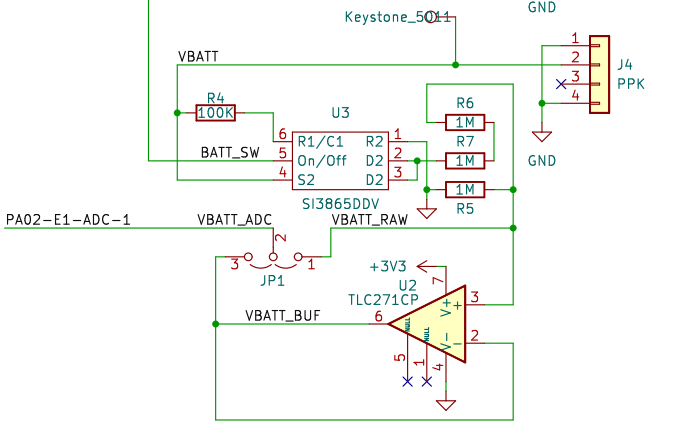 GND
Keystone_5011
1
VBATT
2
J4
3
PPK
4
R4
100K
U3
R6
1M
R7
6
R1/C1
R2
1
BATT_SW
5
On/Off
D2
2
1M
GND
4
S2
D2
3
1M
SI3865DDV
R5
PA02-E1-ADC-1
VBATT_ADC
VBATT_RAW
2
3
1
JP1
+3V3
U2
7
TLC271CP
V+
+
3
VBATT_BUF
6
NULL
NULL
V-
-
2
5
1
4